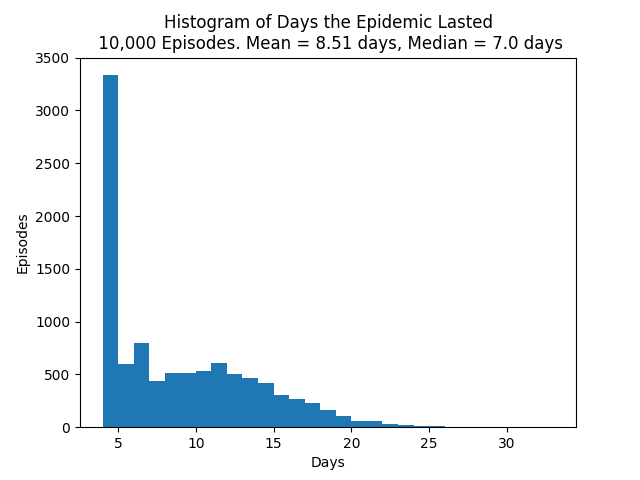 Histogram of Days the Epidemic Lasted
10,000 Episodes. Mean = 8.51 days, Median = 7.0 days
3500
3000
2500
2000
1500
1000
500
0
Episodes
5 10 15 20 25 30
Days